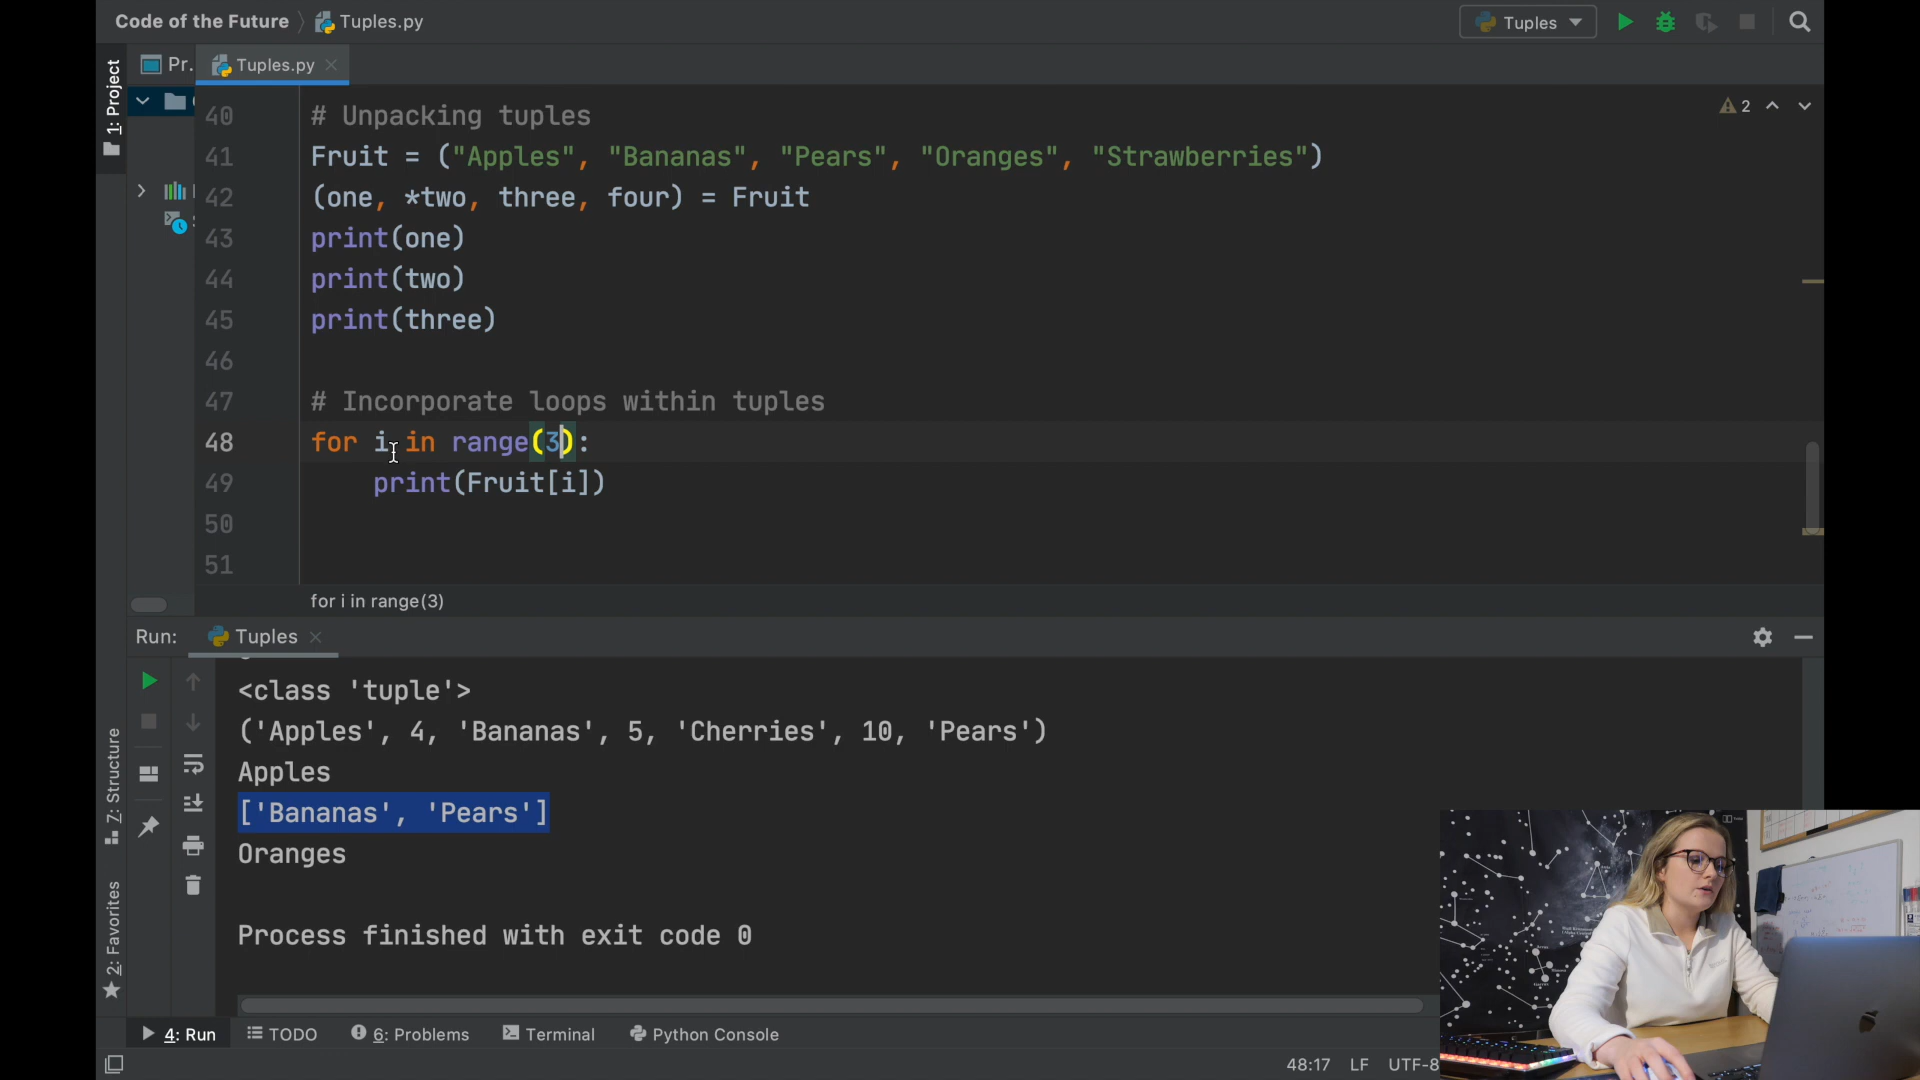 Code of the Future
Tuples.py
Tuples
1: Project
Pr.
Tuples.py
2
40 # Unpacking tuples
41 Fruit = ("Apples", "Bananas", "Pears", "Oranges", "Strawberries")
42 (one, *two, three, four) = Fruit
43 print(one)
44 print(two)
45 print(three)
46
47 # Incorporate loops within tuples
48 for i in range(3):
49 print(Fruit[i])
50
51
for i in range(3)
Run:
Tuples
<class 'tuple'>
('Apples', 4, 'Bananas', 5, 'Cherries', 10, 'Pears')
Apples
['Bananas', 'Pears']
Oranges
Process finished with exit code 0
Z: Structure
2: Favorites
4: Run
TODO
6: Problems
Terminal
Python Console
48:17
LF
UTF-8